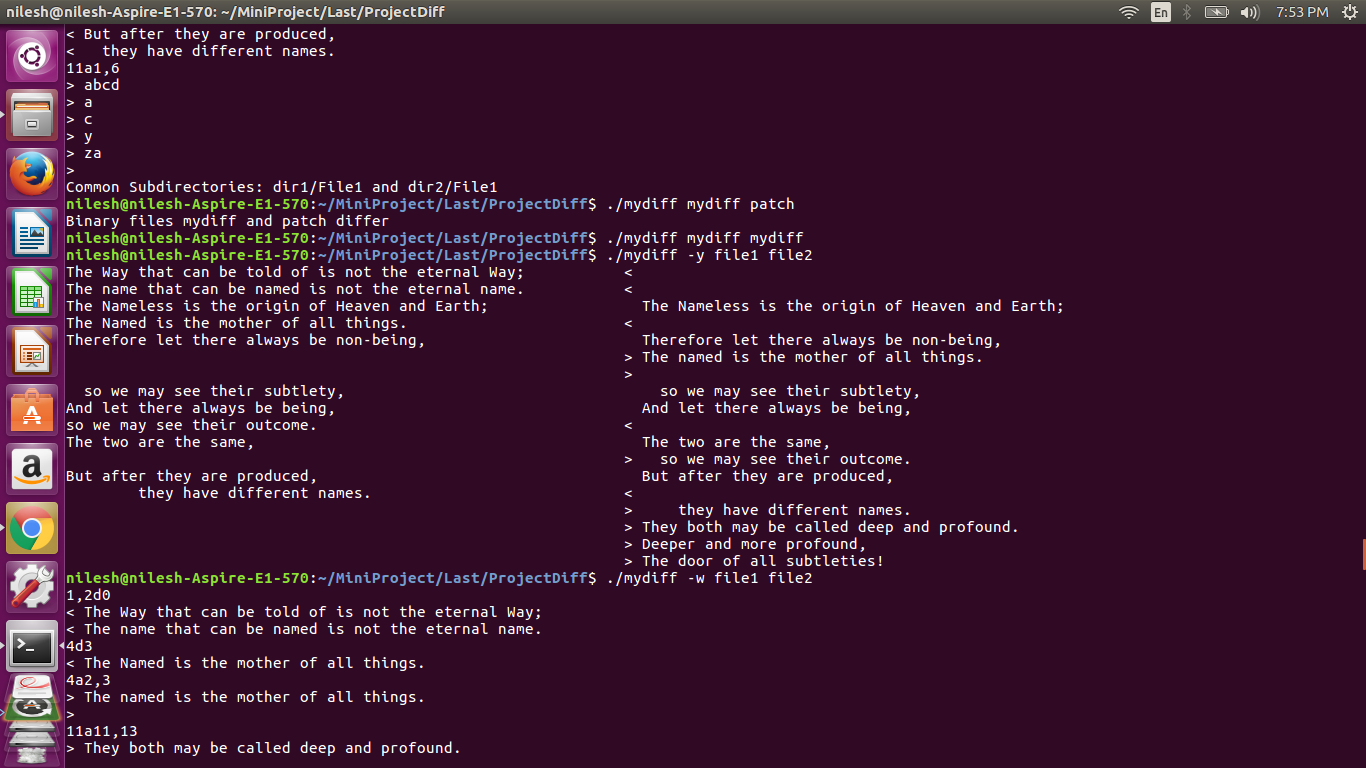 nilesh@nilesh-Aspire-E1-570: ~/MiniProject/Last/ProjectDiff En 7:53 PM
< But after they are produced,
<   they have different names.
11a1,6
> abcd
> a
> c
> y
> za
>
Common Subdirectories: dir1/File1 and dir2/File1
nilesh@nilesh-Aspire-E1-570:~/MiniProject/Last/ProjectDiff$ ./mydiff mydiff patch
Binary files mydiff and patch differ
nilesh@nilesh-Aspire-E1-570:~/MiniProject/Last/ProjectDiff$ ./mydiff mydiff mydiff
nilesh@nilesh-Aspire-E1-570:~/MiniProject/Last/ProjectDiff$ ./mydiff -y file1 file2
The Way that can be told of is not the eternal Way;           <
The name that can be named is not the eternal name.           <
The Nameless is the origin of Heaven and Earth;                 The Nameless is the origin of Heaven and Earth;
The Named is the mother of all things.                        <
Therefore let there always be non-being,                        Therefore let there always be non-being,
                                                              > The named is the mother of all things.
                                                              >
  so we may see their subtlety,                                   so we may see their subtlety,
And let there always be being,                                  And let there always be being,
so we may see their outcome.                                  <
The two are the same,                                           The two are the same,
                                                              >   so we may see their outcome.
But after they are produced,                                    But after they are produced,
        they have different names.                            <
                                                              >     they have different names.
                                                              > They both may be called deep and profound.
                                                              > Deeper and more profound,
                                                              > The door of all subtleties!
nilesh@nilesh-Aspire-E1-570:~/MiniProject/Last/ProjectDiff$ ./mydiff -w file1 file2
1,2d0
< The Way that can be told of is not the eternal Way;
< The name that can be named is not the eternal name.
4d3
< The Named is the mother of all things.
4a2,3
> The named is the mother of all things.
>
11a11,13
> They both may be called deep and profound.